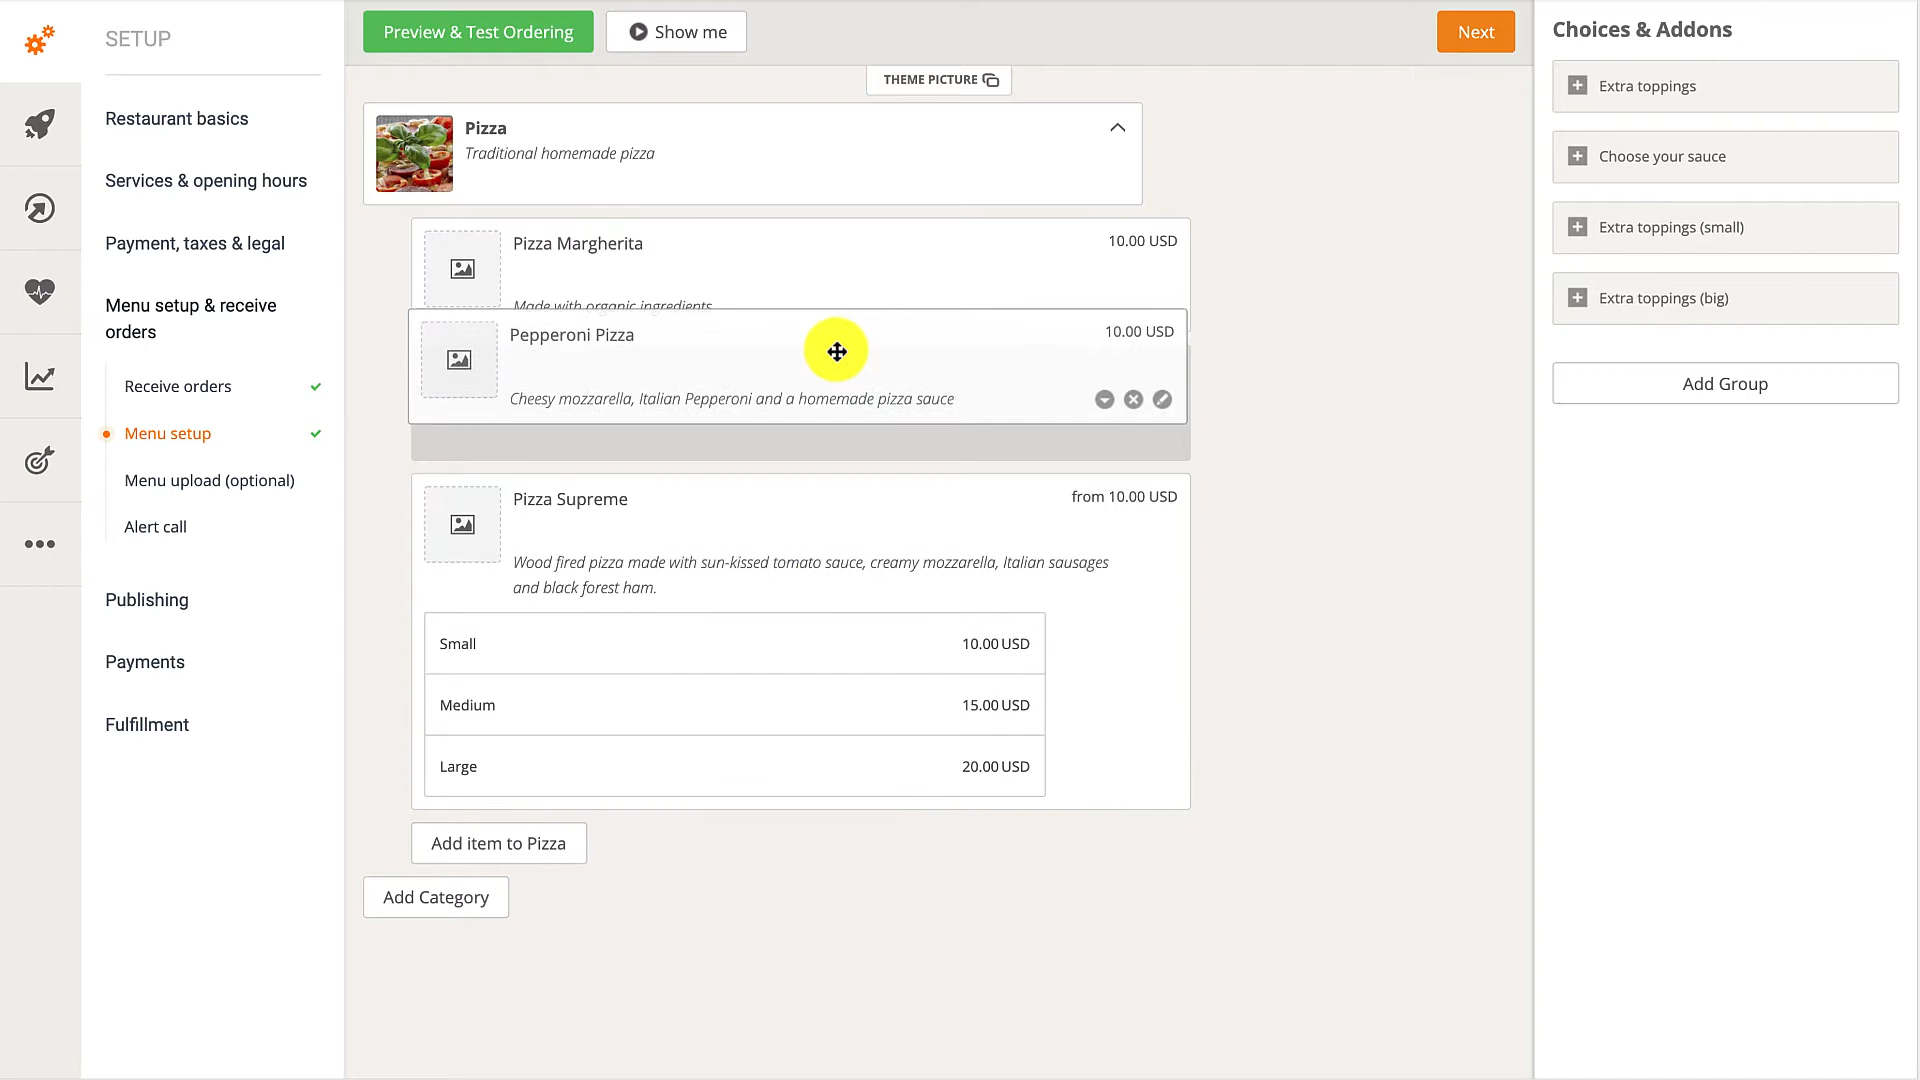 SETUP
Restaurant basics
Services & opening hours
Payment, taxes & legal
Menu setup & receive
orders
Receive orders
Menu setup
Menu upload (optional)
Alert call
Publishing
Payments
Fulfillment
Preview & Test Ordering
Show me
Next
THEME PICTURE
Pizza
Traditional homemade pizza
Pizza Margherita
10.00 USD
Made with organic ingredients
Pepperoni Pizza
10.00 USD
Cheesy mozzarella, Italian Pepperoni and a homemade pizza sauce
Pizza Supreme
from 10.00 USD
Wood fired pizza made with sun-kissed tomato sauce, creamy mozzarella, Italian sausages
and black forest ham.
Small 10.00 USD
Medium 15.00 USD
Large 20.00 USD
Add item to Pizza
Add Category
Choices & Addons
Extra toppings
Choose your sauce
Extra toppings (small)
Extra toppings (big)
Add Group